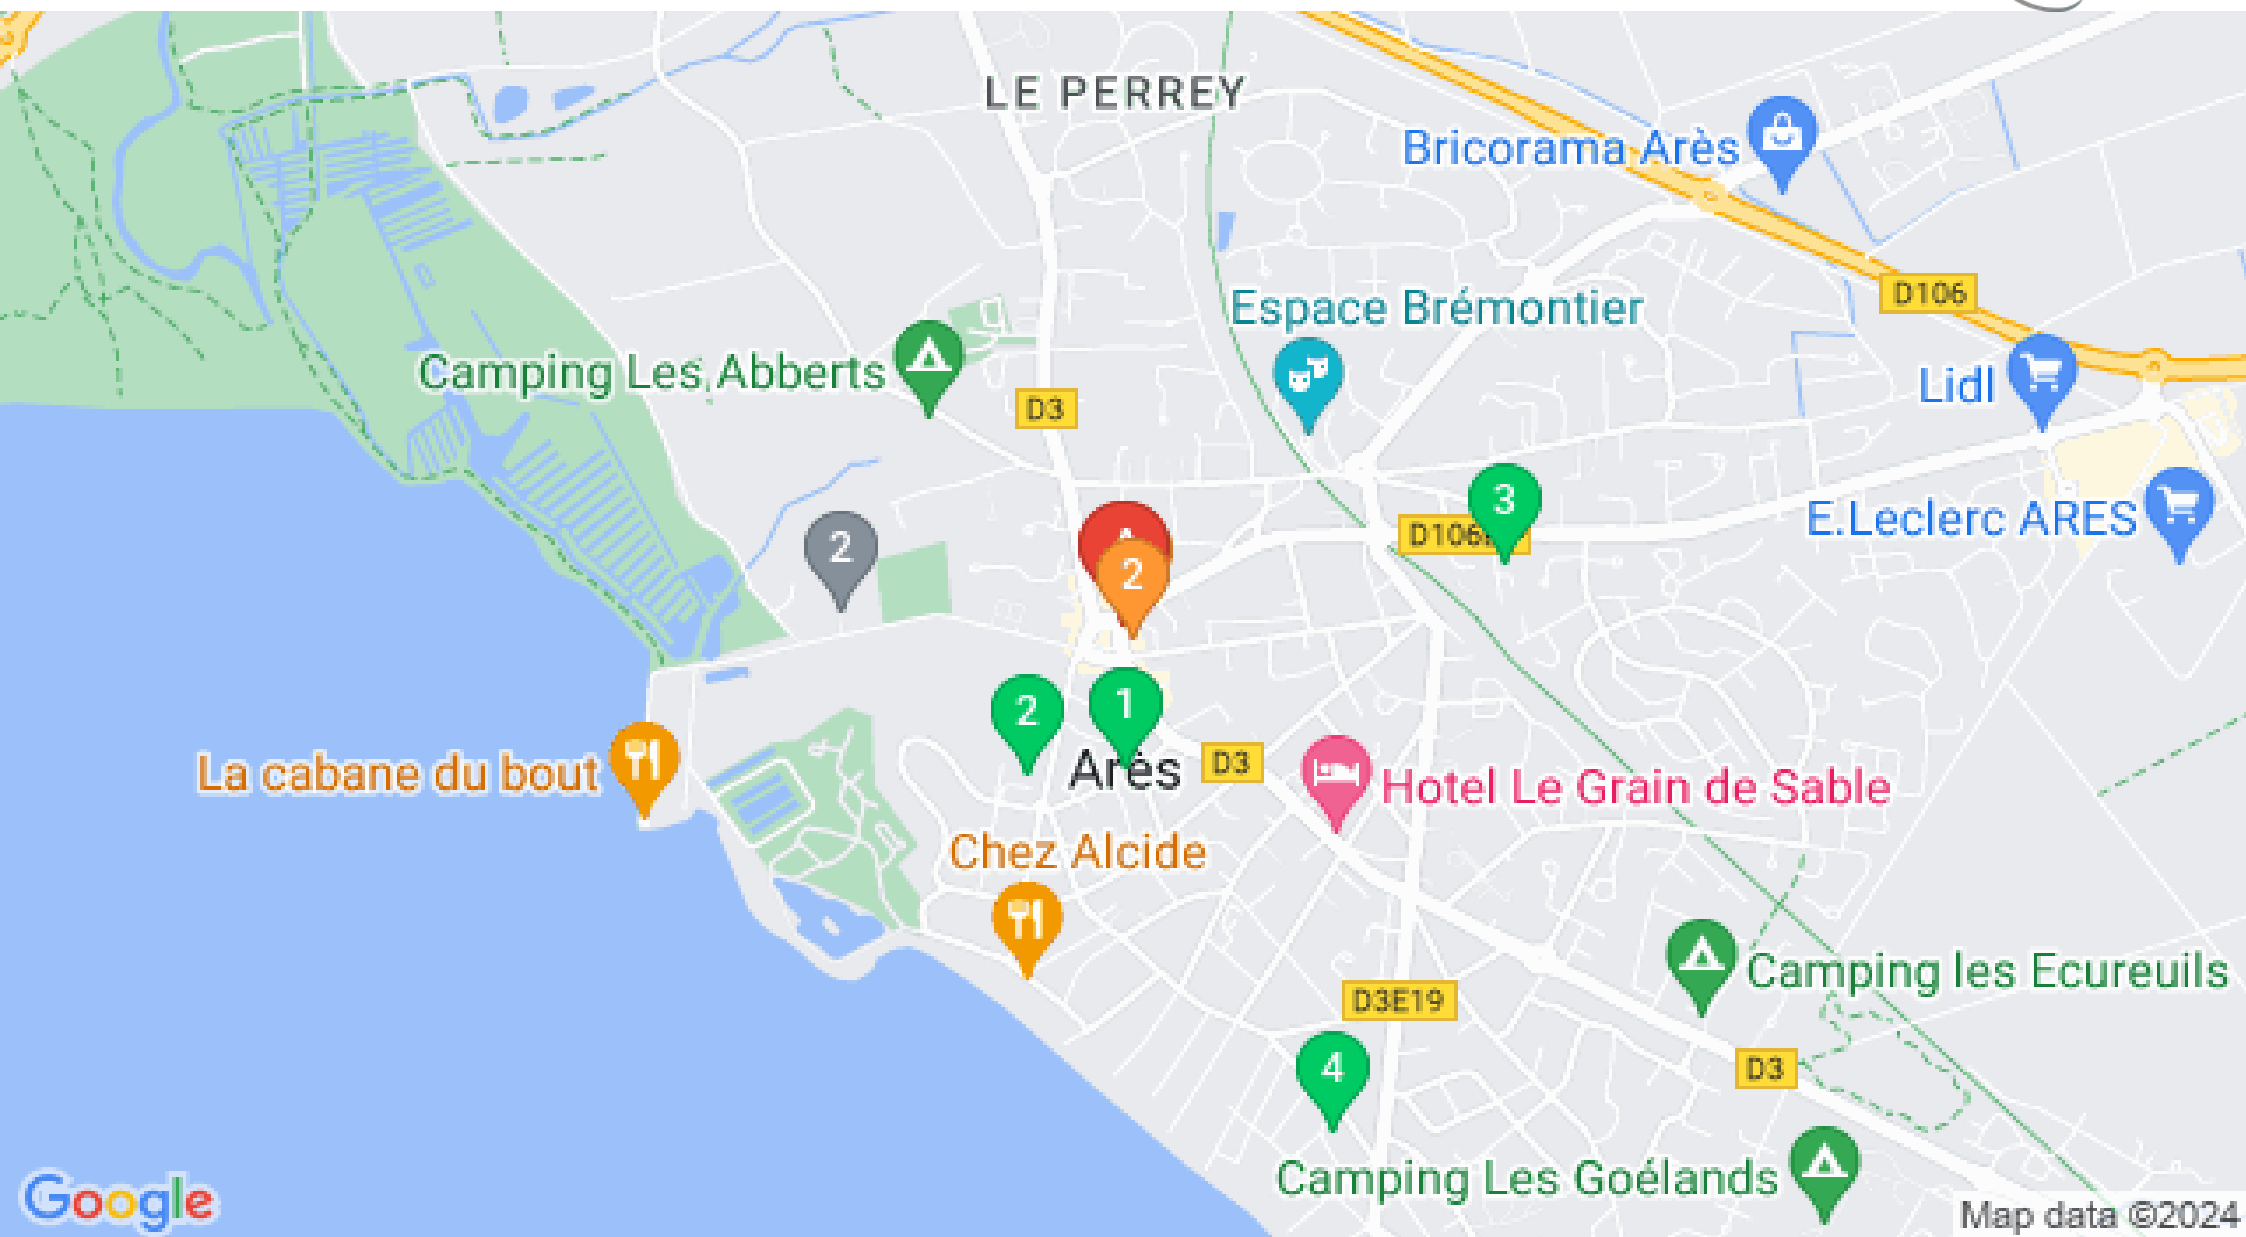 LE PERREY
Bricorama Arès
D106
Espace Brémontier
Camping Les Abberts
Lidl
D3
3
2
D106
E.Leclerc ARES
2
2
1
La cabane du bout
Arès
D3
Hotel Le Grain de Sable
Chez Alcide
Camping les Ecureuils
D3E19
4
D3
Camping Les Goélands
Google
Map data ©2024